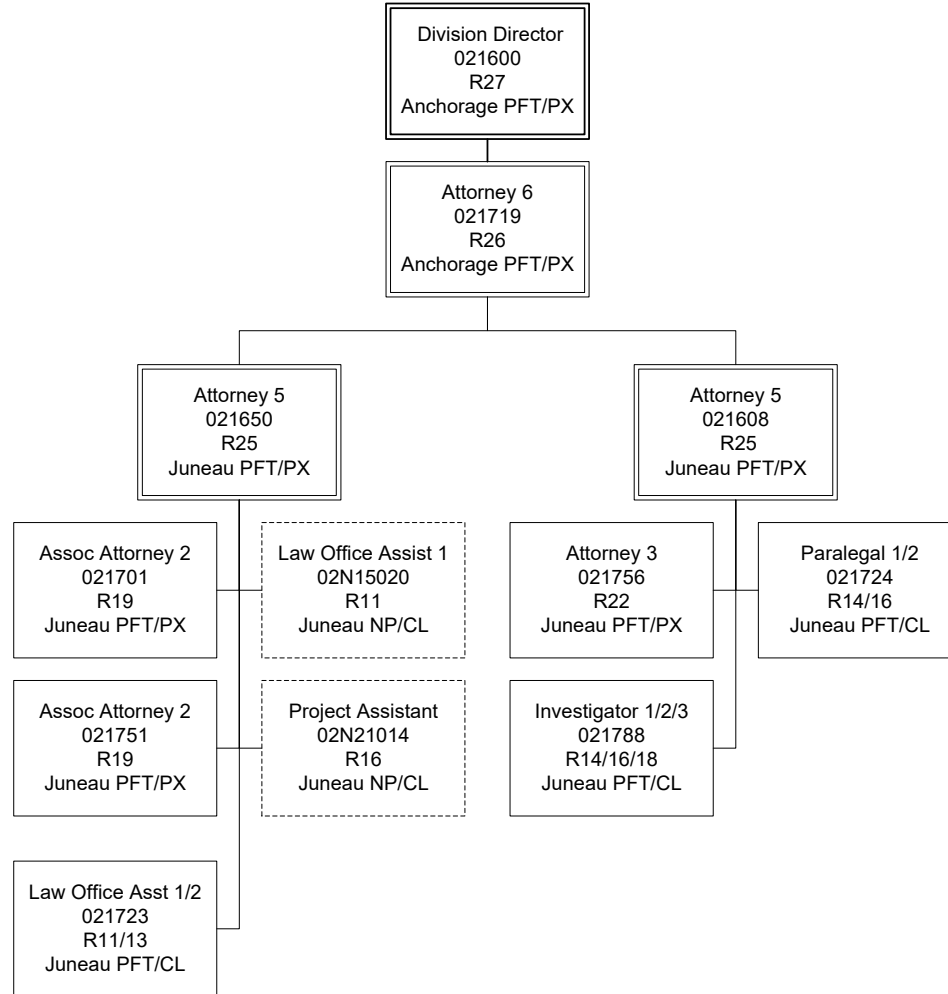 Division Director
021600
R27
Anchorage PFT/PX
Attorney 6
021719
R26
Anchorage PFT/PX
Attorney 5
021650
R25
Juneau PFT/PX
Attorney 5
021608
R25
Juneau PFT/PX
Assoc Attorney 2
021701
R19
Juneau PFT/PX
Law Office Assist 1
02N15020
R11
Juneau NP/CL
Attorney 3
021756
R22
Juneau PFT/PX
Paralegal 1/2
021724
R14/16
Juneau PFT/CL
Assoc Attorney 2
021751
R19
Juneau PFT/PX
Project Assistant
02N21014
R16
Juneau NP/CL
Investigator 1/2/3
021788
R14/16/18
Juneau PFT/CL
Law Office Asst 1/2
021723
R11/13
Juneau PFT/CL